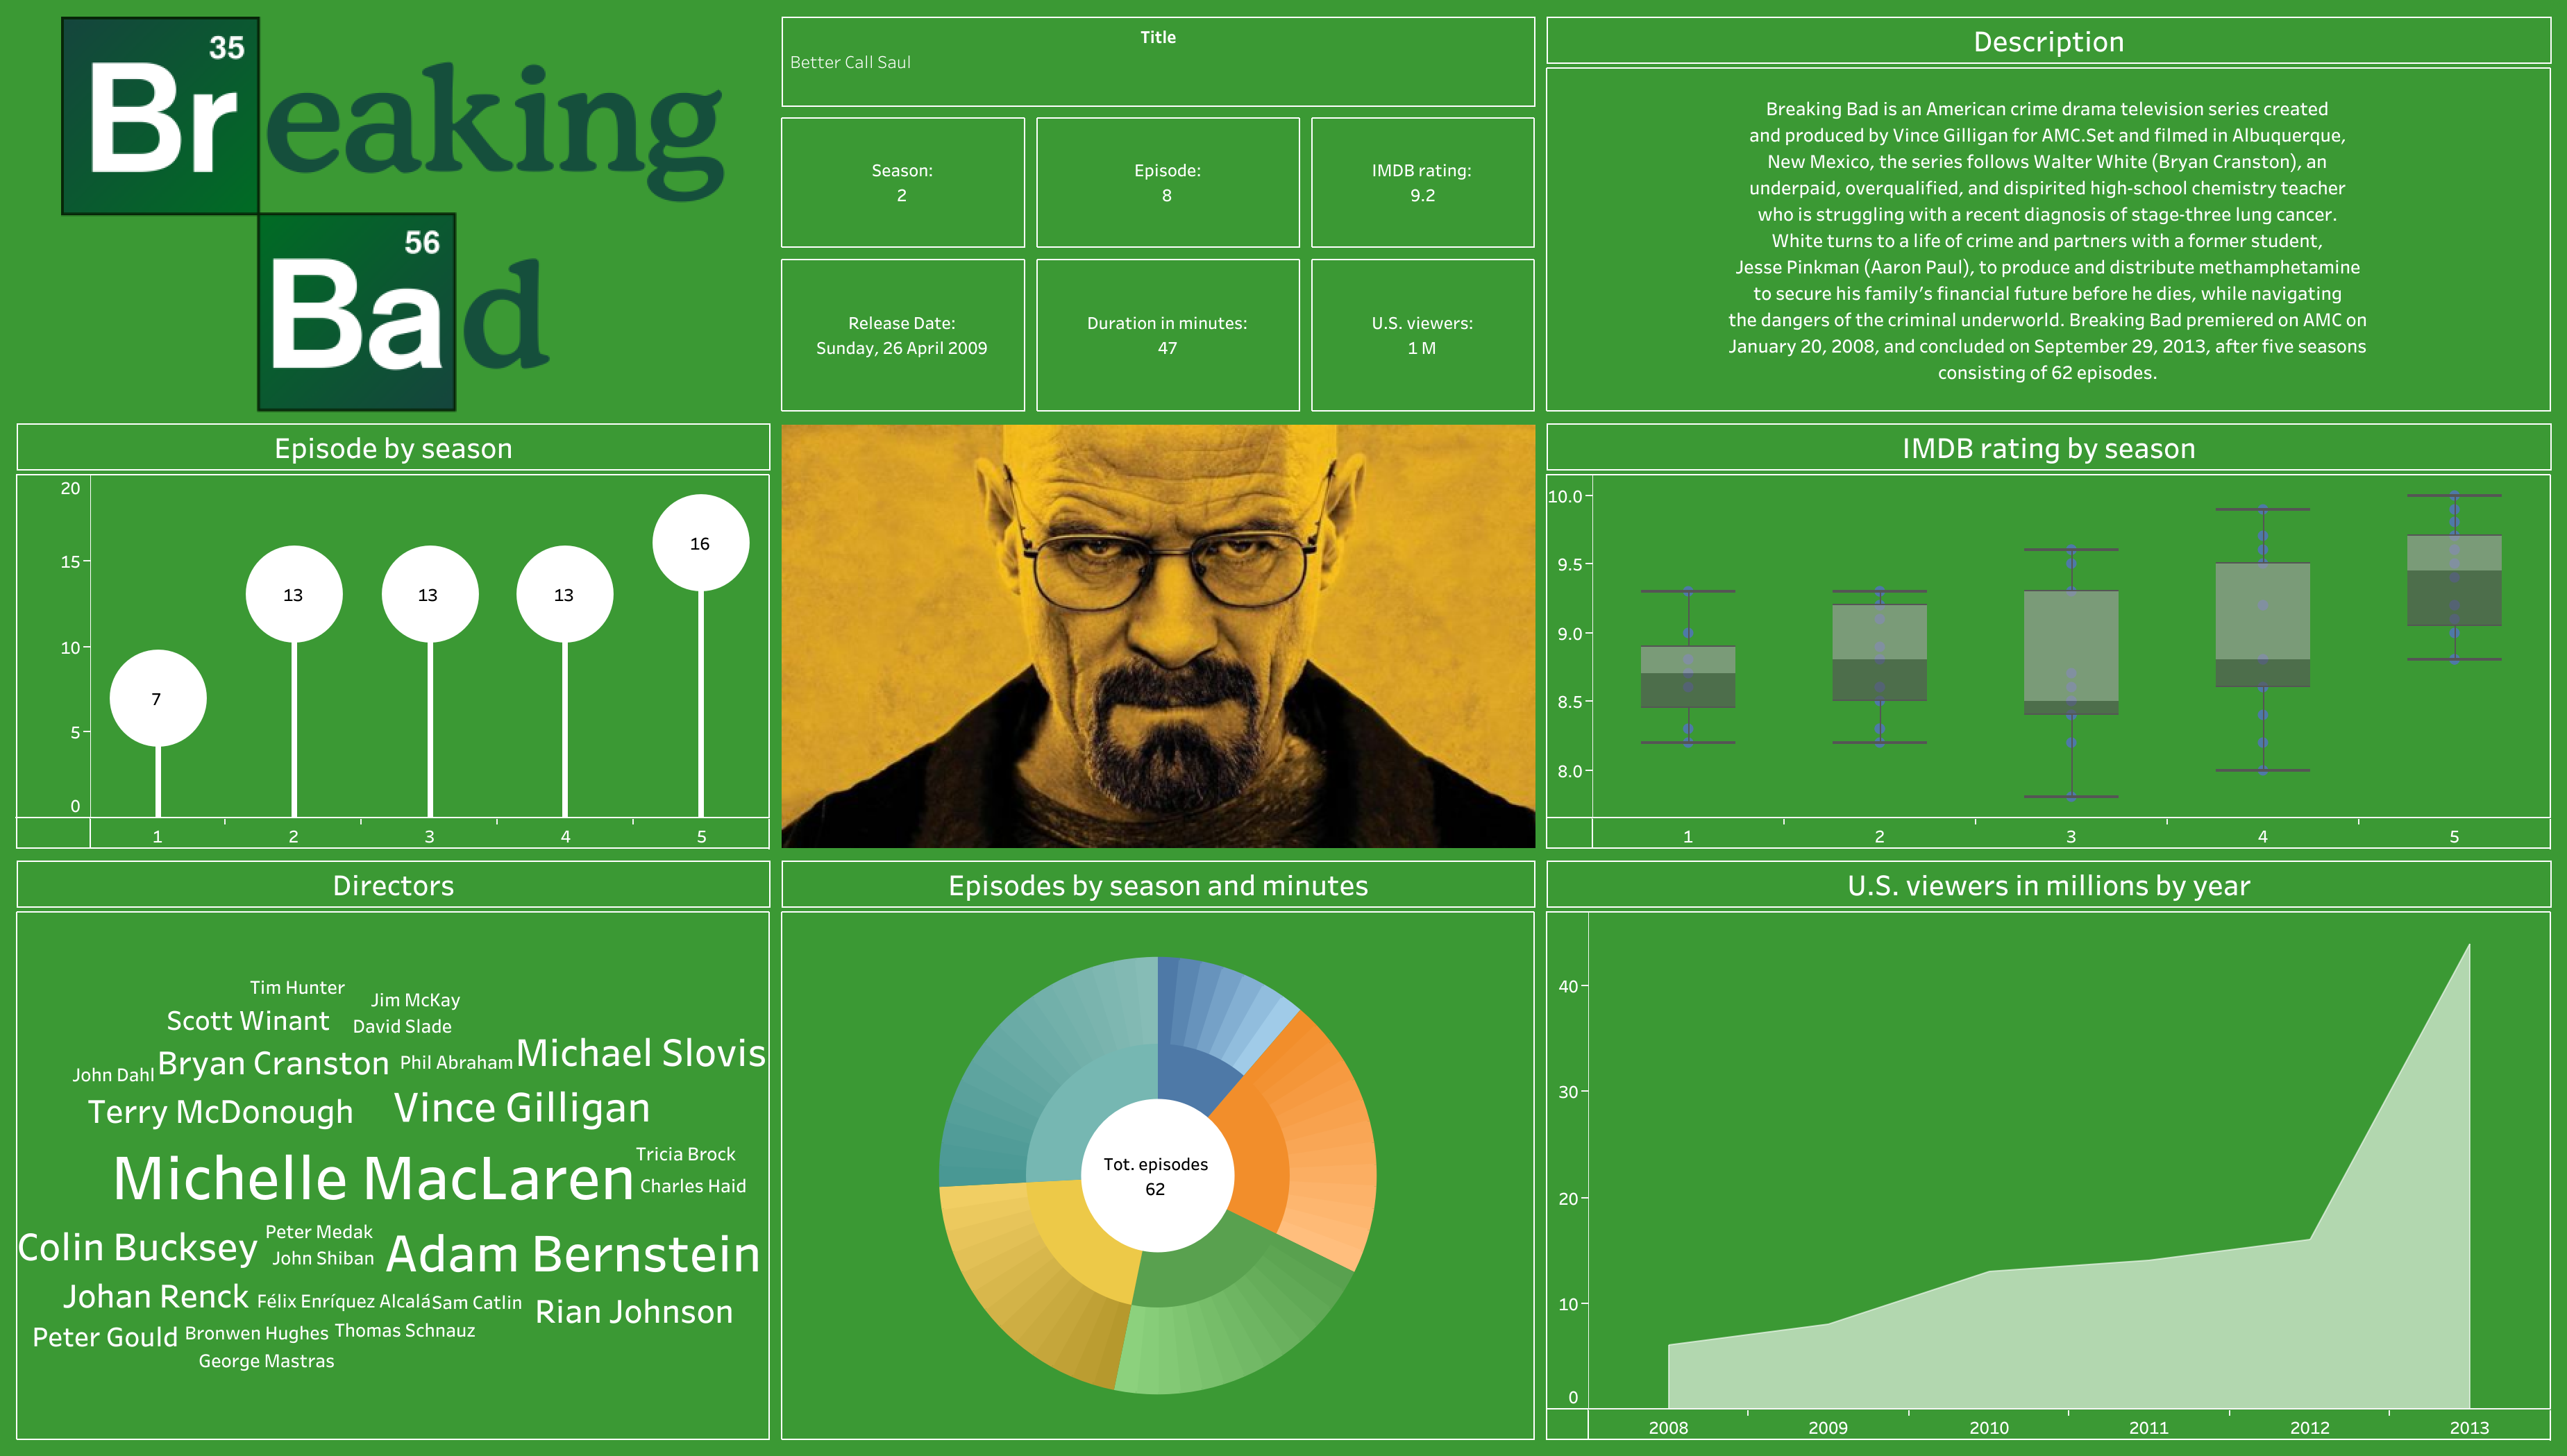 35
Breaking
56
Bad
Title
Better Call Saul
Season:
2
Episode:
8
IMDB rating:
9.2
Release Date:
Sunday, 26 April 2009
Duration in minutes:
47
U.S. viewers:
1 M
Description
Breaking Bad is an American crime drama television series created
and produced by Vince Gilligan for AMC.Set and filmed in Albuquerque,
New Mexico, the series follows Walter White (Bryan Cranston), an
underpaid, overqualified, and dispirited high-school chemistry teacher
who is struggling with a recent diagnosis of stage-three lung cancer.
White turns to a life of crime and partners with a former student,
Jesse Pinkman (Aaron Paul), to produce and distribute methamphetamine
to secure his family’s financial future before he dies, while navigating
the dangers of the criminal underworld. Breaking Bad premiered on AMC on
January 20, 2008, and concluded on September 29, 2013, after five seasons
consisting of 62 episodes.
Episode by season
20
15
10
5
0
7
13
13
13
16
1 2 3 4 5
IMDB rating by season
10.0
9.5
9.0
8.5
8.0
1 2 3 4 5
Directors
Tim Hunter
Jim McKay
Scott Winant
David Slade
Michael Slovis
Bryan Cranston
Phil Abraham
John Dahl
Terry McDonough
Vince Gilligan
Tricia Brock
Michelle MacLaren
Charles Haid
Peter Medak
Colin Bucksey
John Shiban
Adam Bernstein
Johan Renck
Félix Enríquez Alcalá
Sam Catlin
Rian Johnson
Peter Gould
Bronwen Hughes
Thomas Schnauz
George Mastras
Episodes by season and minutes
Tot. episodes
62
U.S. viewers in millions by year
40
30
20
10
0
2008 2009 2010 2011 2012 2013